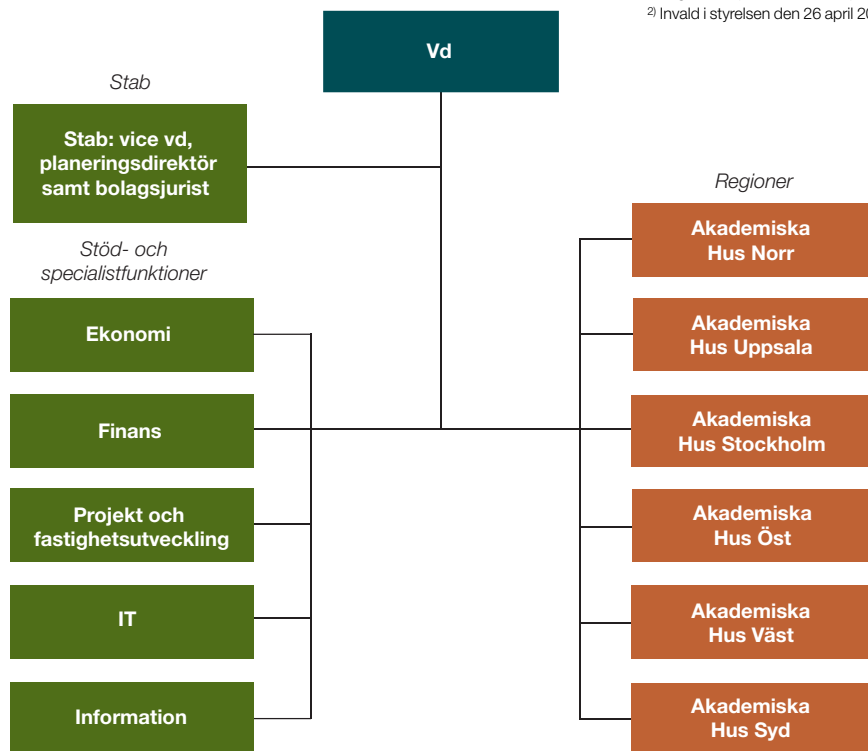 2) Invald i styrelsen den 26 april
Vd
Stab
Stab: vice vd,
planeringsdirektör
samt bolagsjurist
Stöd- och
specialistfunktioner
Ekonomi
Finans
Projekt och
fastighetsutveckling
IT
Information
Regioner
Akademiska
Hus Norr
Akademiska
Hus Uppsala
Akademiska
Hus Stockholm
Akademiska
Hus Öst
Akademiska
Hus Väst
Akademiska
Hus Syd